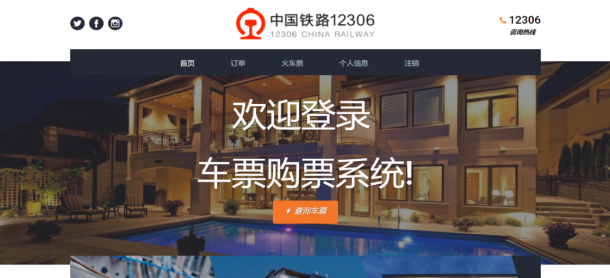 中国铁路12306
12306 CHINA RAILWAY
12306
咨询热线
首页 订单 火车票 个人信息 注销
欢迎登录
车票购票系统!
查询车票